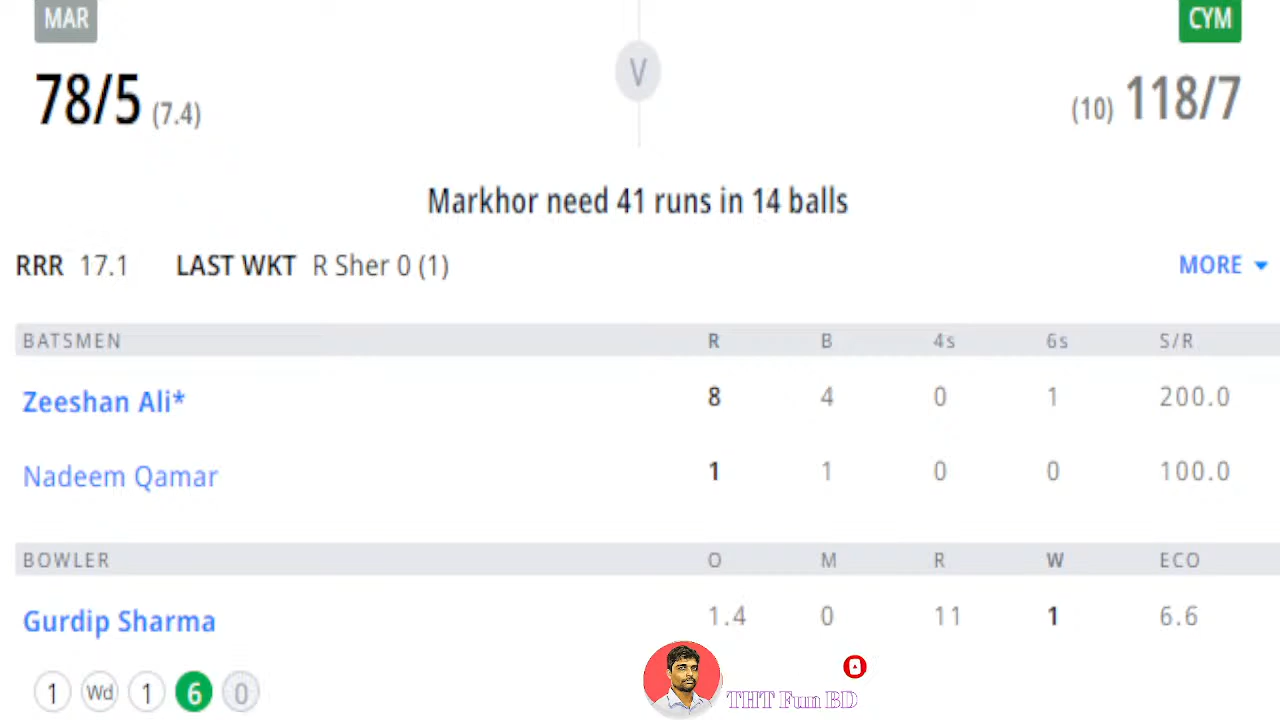 MAR CYM
V
78/5 (7.4) (10) 118/7
Markhor need 41 runs in 14 balls
RRR 17.1 LAST WKT R Sher 0 (1) MORE
BATSMEN R B 4s 6s S/R
Zeeshan Ali* 8 4 0 1 200.0
Nadeem Qamar 1 1 0 0 100.0
BOWLER O M R W ECO
Gurdip Sharma 1.4 0 11 1 6.6
1 Wd 1 6 0
THT Fun BD